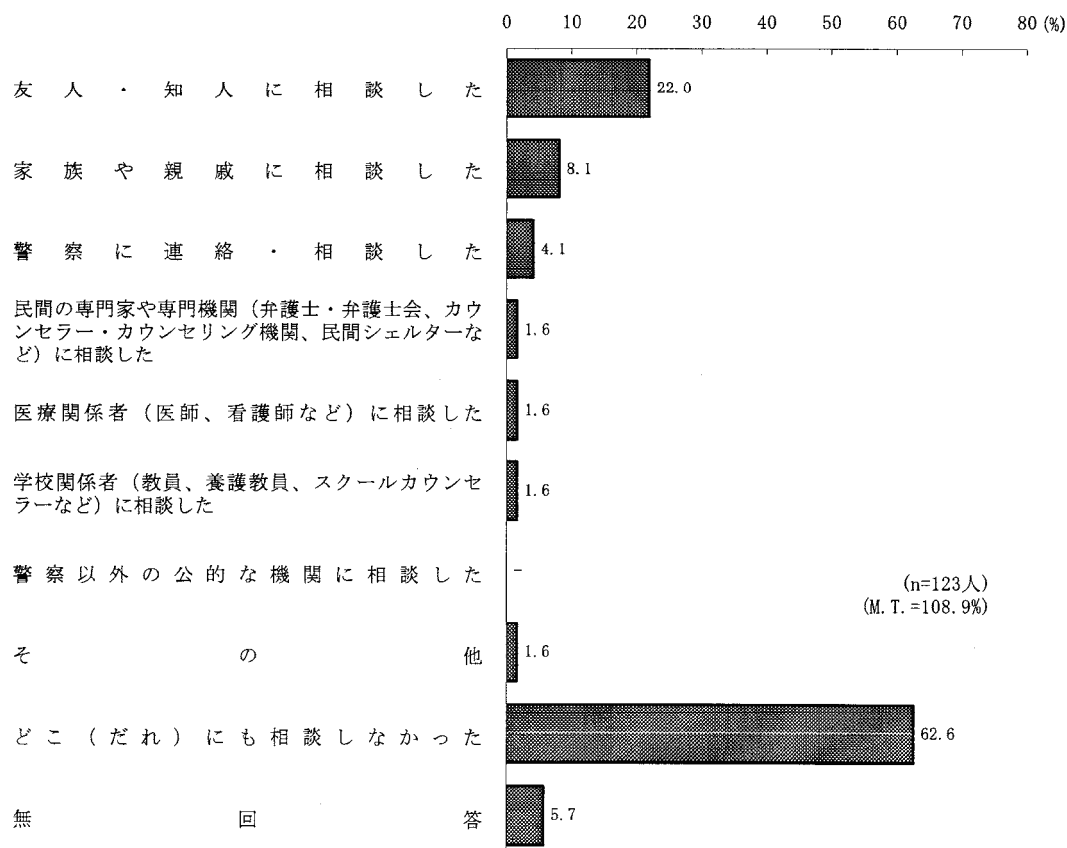 0 10 20 30 40 50 60 70 80 (%)
友人・知人に相談した 22.0
家族や親戚に相談した 8.1
警察に連絡・相談した 4.1
民間の専門家や専門機関（弁護士・弁護士会、カウ
ンセラー・カウンセリング機関、民間シェルターな
ど）に相談した 1.6
医療関係者（医師、看護師など）に相談した 1.6
学校関係者（教員、養護教員、スクールカウンセ
ラーなど）に相談した 1.6
警察以外の公的な機関に相談した －
(n=123人)
(M.T.=108.9%)
その他 1.6
どこ（だれ）にも相談しなかった 62.6
無回答 5.7